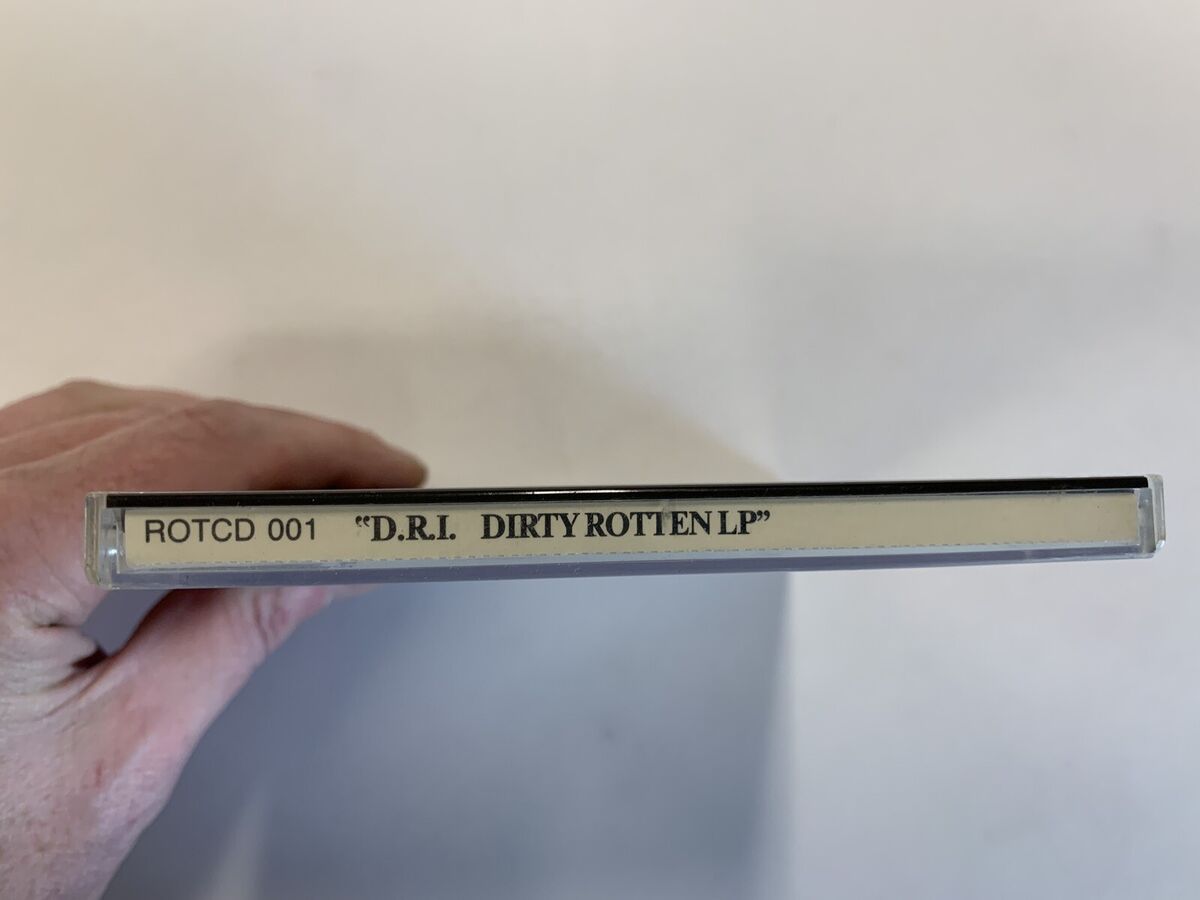 ROTCD 001 “D.R.I. DIRTY ROTTEN LP”